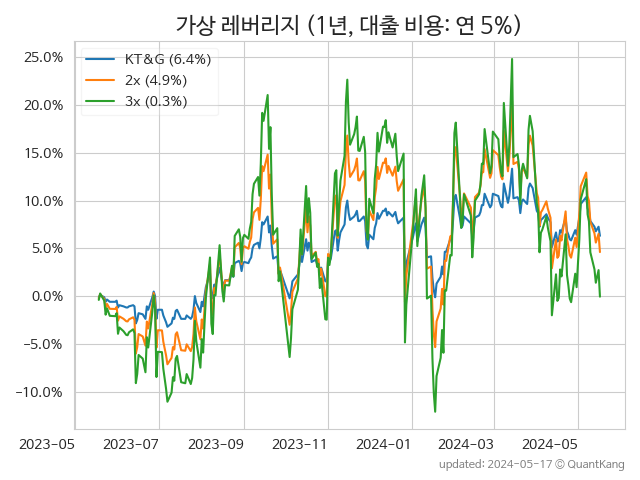 가상 레버리지 (1년, 대출 비용: 연 5%)
25.0%
20.0%
15.0%
10.0%
5.0%
0.0%
−5.0%
−10.0%
KT&G (6.4%)
2x (4.9%)
3x (0.3%)
2023-05 2023-07 2023-09 2023-11 2024-01 2024-03 2024-05
updated: 2024-05-17 © QuantKang